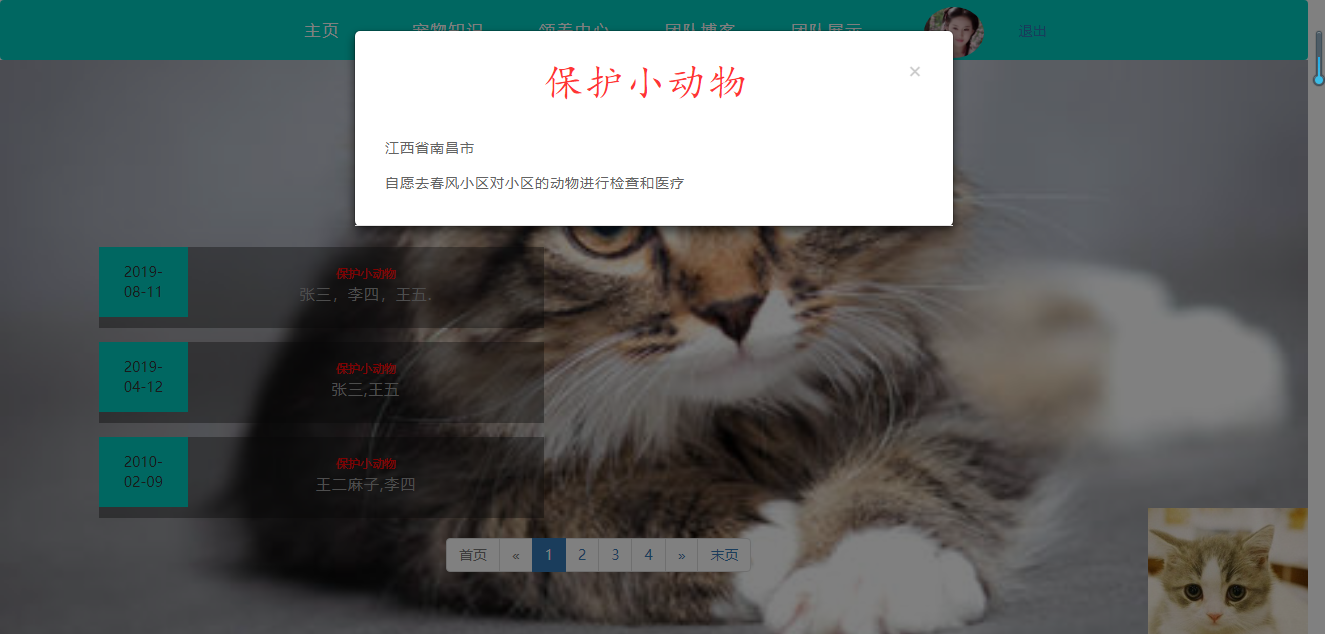 主页 宠物知识 领养中心 团队博客 团队展示 退出
保护小动物 ×
江西省南昌市
自愿去春风小区对小区的动物进行检查和医疗
2019-
08-11
保护小动物
张三，李四，王五.
2019-
04-12
保护小动物
张三,王五
2010-
02-09
保护小动物
王二麻子,李四
首页 « 1 2 3 4 » 末页